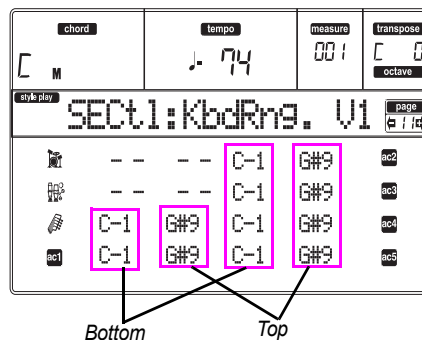 chord tempo measure transpose
C M ♩- 74 001 [ 0
octave
style play SECtl:KbdRng. V1 page
11
-- -- C-1 G#9 ac2
-- -- C-1 G#9 ac3
C-1 G#9 C-1 G#9 ac4
ac1 C-1 G#9 C-1 G#9 ac5
Bottom Top